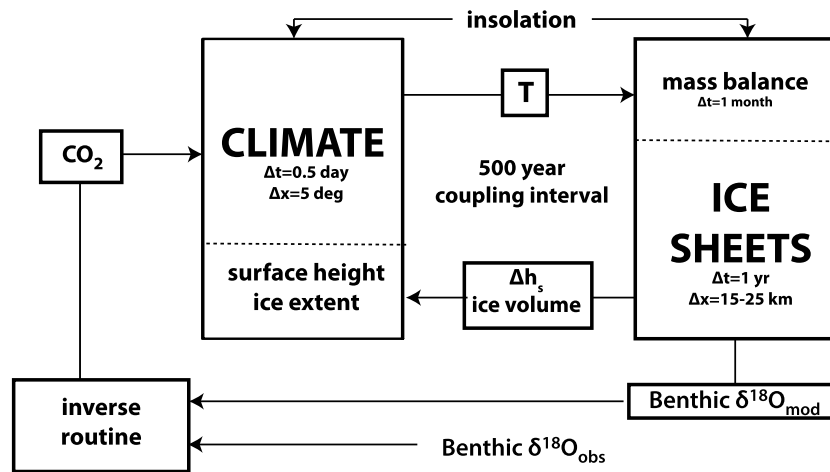 insolation
T
mass balance
Δt=1 month
CO₂
CLIMATE
Δt=0.5 day
Δx=5 deg
500 year
coupling interval
ICE
SHEETS
Δt=1 yr
Δx=15-25 km
surface height
ice extent
Δhₛ
ice volume
inverse
routine
Benthic δ¹⁸O_mod
Benthic δ¹⁸O_obs